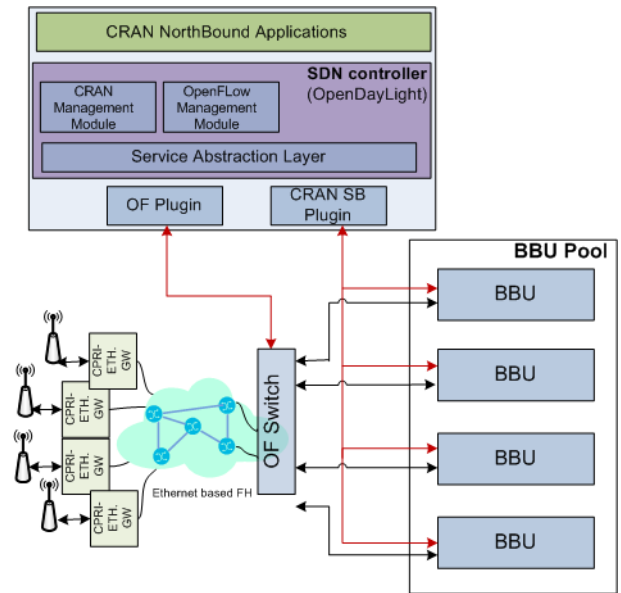 CRAN NorthBound Applications
SDN controller
(OpenDayLight)
CRAN
Management
Module
OpenFLow
Management
Module
Service Abstraction Layer
OF Plugin
CRAN SB
Plugin
BBU Pool
BBU
BBU
BBU
BBU
CPRI-
ETH.
GW
CPRI-
ETH.
GW
CPRI-
ETH.
GW
CPRI-
ETH.
GW
OF Switch
Ethernet based FH